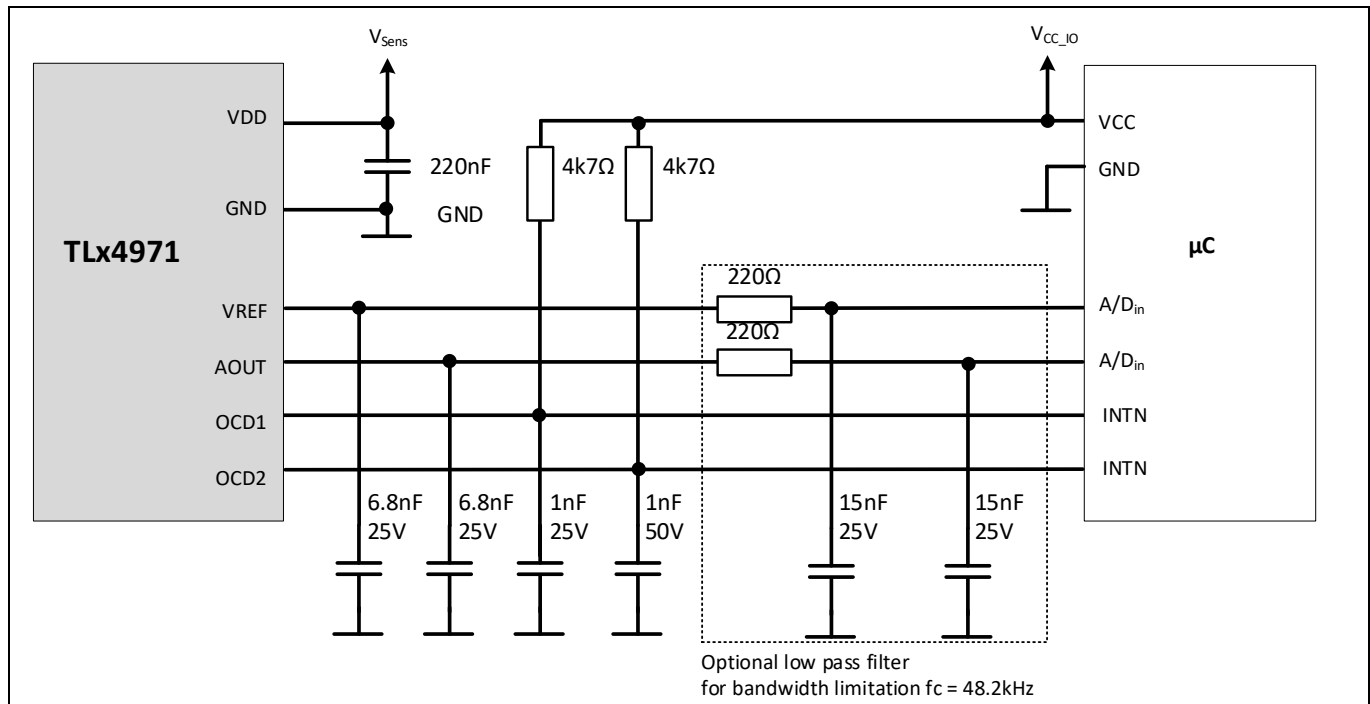 V_Sens
V_CC_IO
VDD
VCC
220nF
4k7Ω
4k7Ω
GND
GND
GND
TLx4971
µC
220Ω
VREF
A/D_in
220Ω
AOUT
A/D_in
OCD1
INTN
OCD2
INTN
6.8nF
25V
6.8nF
25V
1nF
25V
1nF
50V
15nF
25V
15nF
25V
Optional low pass filter
for bandwidth limitation fc = 48.2kHz